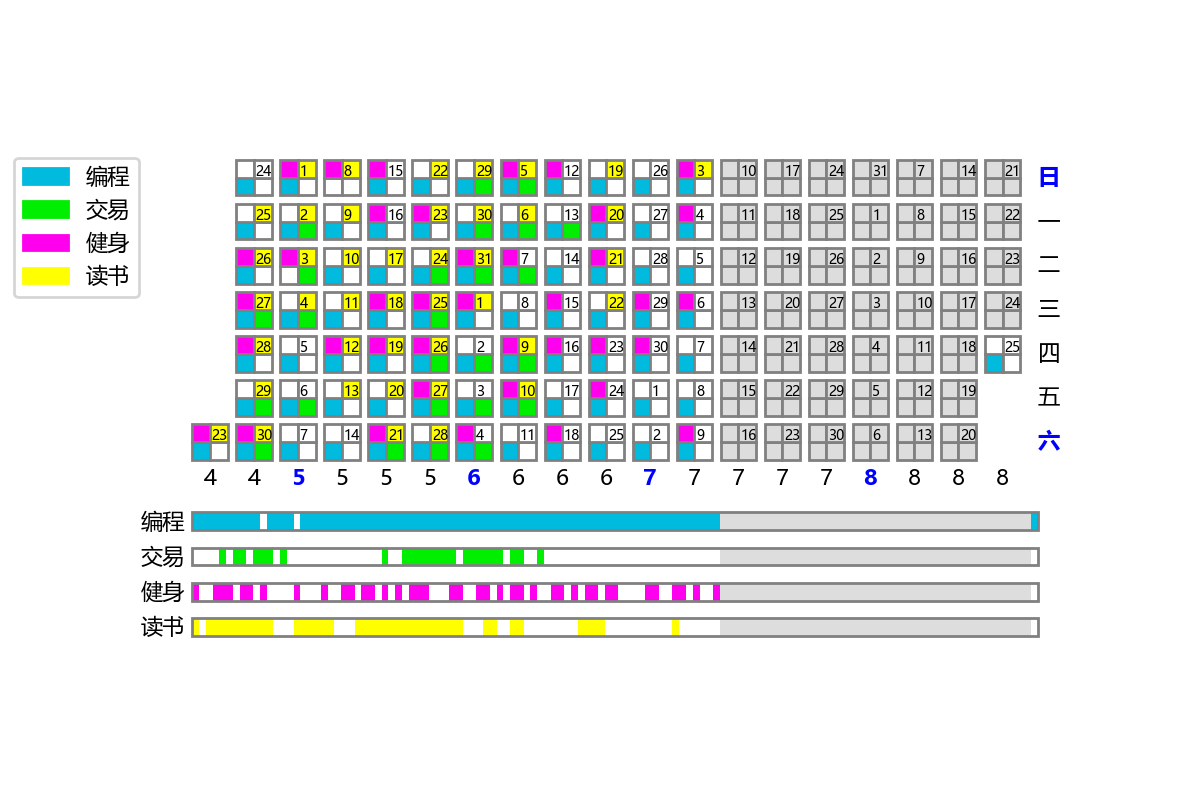 编程
交易
健身
读书
24 1 8 15 22 29 5 12 19 26 3 10 17 24 31 7 14 21 日
25 2 9 16 23 30 6 13 20 27 4 11 18 25 1 8 15 22 一
26 3 10 17 24 31 7 14 21 28 5 12 19 26 2 9 16 23 二
27 4 11 18 25 1 8 15 22 29 6 13 20 27 3 10 17 24 三
28 5 12 19 26 2 9 16 23 30 7 14 21 28 4 11 18 25 四
29 6 13 20 27 3 10 17 24 1 8 15 22 29 5 12 19 五
23 30 7 14 21 28 4 11 18 25 2 9 16 23 30 6 13 20 六
4 4 5 5 5 5 6 6 6 6 7 7 7 7 7 8 8 8 8
编程
交易
健身
读书